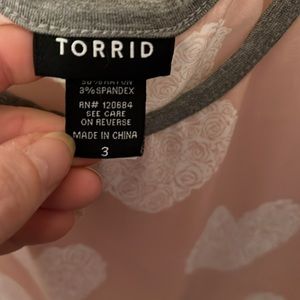 TORRID
3% SPANDEX
RN# 120684
SEE CARE
ON REVERSE
MADE IN CHINA
3